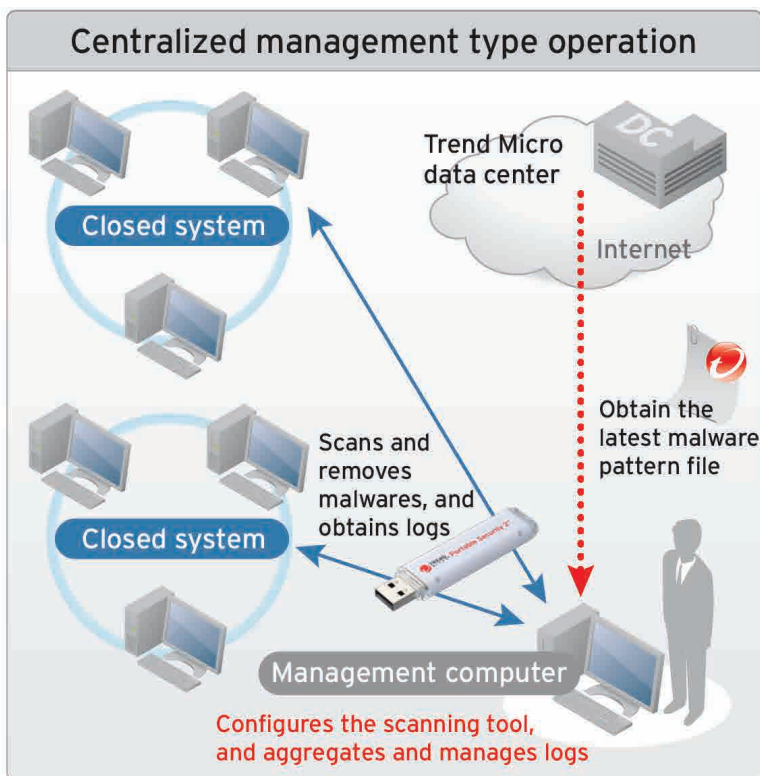 Centralized management type operation
DC
Trend Micro
data center
Closed system
Internet
Obtain the
latest malware
pattern file
Scans and
removes
malwares, and
obtains logs
Portable Security 2
Closed system
Management computer
Configures the scanning tool,
and aggregates and manages logs